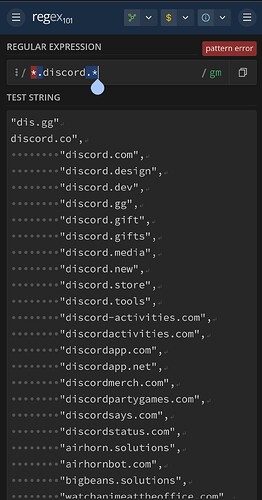 regex101
REGULAR EXPRESSION
pattern error
/ *.discord.* / gm
TEST STRING
"dis.gg"
discord.co",
"discord.com",
"discord.design",
"discord.dev",
"discord.gg",
"discord.gift",
"discord.gifts",
"discord.media",
"discord.new",
"discord.store",
"discord.tools",
"discord-activities.com",
"discordactivities.com",
"discordapp.com",
"discordapp.net",
"discordmerch.com",
"discordpartygames.com",
"discordsays.com",
"discordstatus.com",
"airhorn.solutions",
"airhornbot.com",
"bigbeans.solutions",
"watchanimeattheoffice.com"